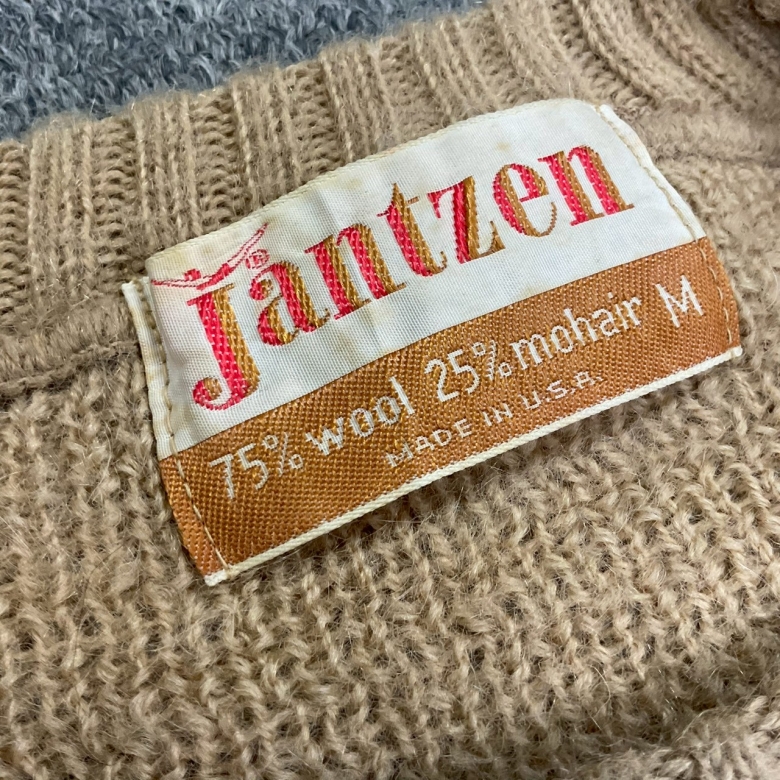 Jantzen®
75% wool 25% mohair M
MADE IN U.S.A.